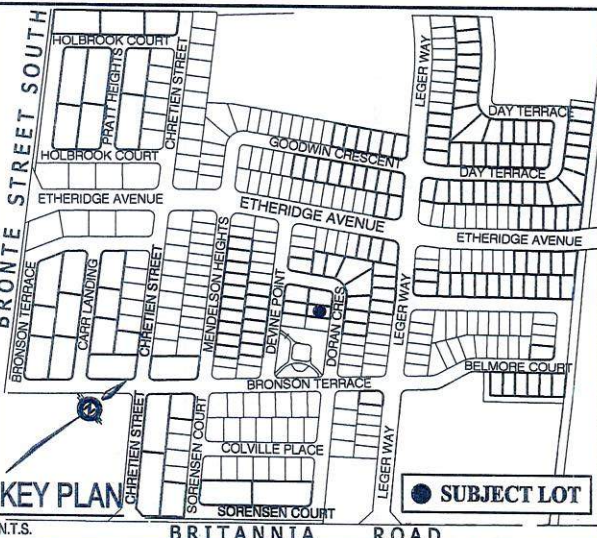 HOLBROOK COURT
BRONTE STREET SOUTH
PRATT HEIGHTS
CHRETIEN STREET
HOLBROOK COURT
LEGER WAY
DAY TERRACE
GOODWIN CRESCENT
DAY TERRACE
ETHERIDGE AVENUE
ETHERIDGE AVENUE
ETHERIDGE AVENUE
BRONSON TERRACE
CARR LANDING
CHRETIEN STREET
MENDELSON HEIGHTS
DEVINE POINT
DORAN CRES
LEGER WAY
BELMORE COURT
BRONSON TERRACE
N
CHRETIEN STREET
SORENSEN COURT
COLVILLE PLACE
LEGER WAY
SORENSEN COURT
KEY PLAN
SUBJECT LOT
N.T.S.
BRITANNIA ROAD